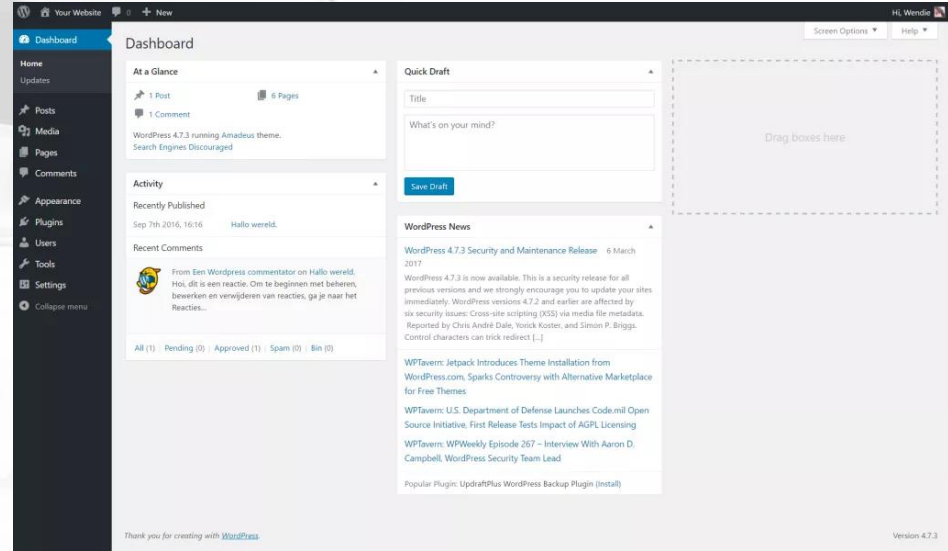 Your Website 0 + New
Hi, Wendie
Screen Options ▼ Help ▼
Dashboard
Home
Updates
Posts
Media
Pages
Comments
Appearance
Plugins
Users
Tools
Settings
Collapse menu
Dashboard
At a Glance
1 Post 6 Pages
1 Comment
WordPress 4.7.3 running Amadeus theme.
Search Engines Discouraged
Activity
Recently Published
Sep 7th 2016, 16:16 Hallo wereld.
Recent Comments
From Een Wordpress commentator on Hallo wereld.
Hoi, dit is een reactie. Om te beginnen met beheren,
bewerken en verwijderen van reacties, ga je naar het
Reacties...
All (1) | Pending (0) | Approved (1) | Spam (0) | Bin (0)
Quick Draft
Title
What's on your mind?
Save Draft
WordPress News
WordPress 4.7.3 Security and Maintenance Release 6 March
2017
WordPress 4.7.3 is now available. This is a security release for all
previous versions and we strongly encourage you to update your sites
immediately. WordPress versions 4.7.2 and earlier are affected by
six security issues: Cross-site scripting (XSS) via media file metadata.
Reported by Chris André Dale, Yorick Koster, and Simon P. Briggs.
Control characters can trick redirect [...]
WPTavern: Jetpack Introduces Theme Installation from
WordPress.com, Sparks Controversy with Alternative Marketplace
for Free Themes
WPTavern: U.S. Department of Defense Launches Code.mil Open
Source Initiative, First Release Tests Impact of AGPL Licensing
WPTavern: WPWeekly Episode 267 – Interview With Aaron D.
Campbell, WordPress Security Team Lead
Popular Plugin: UpdraftPlus WordPress Backup Plugin (Install)
Drag boxes here
Thank you for creating with WordPress.
Version 4.7.3